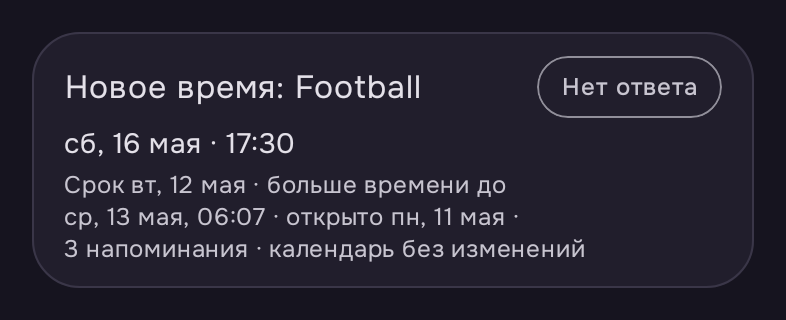 Новое время: Football
Нет ответа
сб, 16 мая · 17:30
Срок вт, 12 мая · больше времени до
ср, 13 мая, 06:07 · открыто пн, 11 мая ·
3 напоминания · календарь без изменений